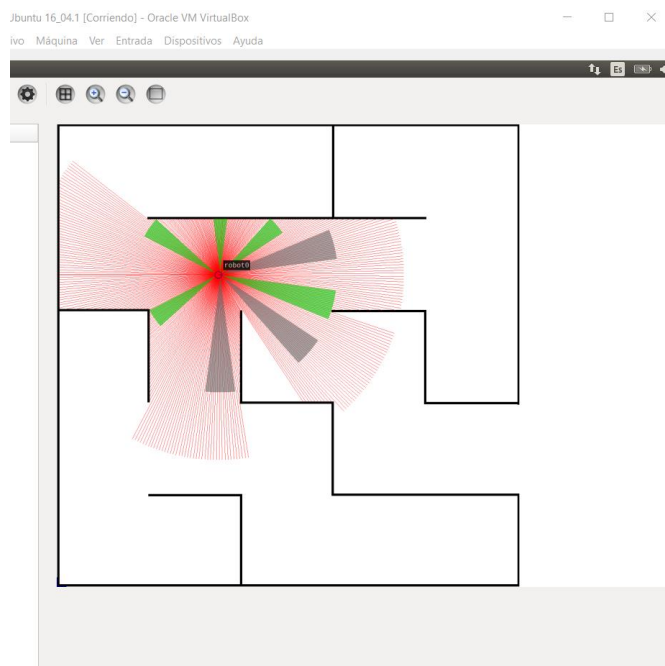 Jbuntu 16_04.1 [Corriendo] - Oracle VM VirtualBox
ivo Máquina Ver Entrada Dispositivos Ayuda
Es
robot0